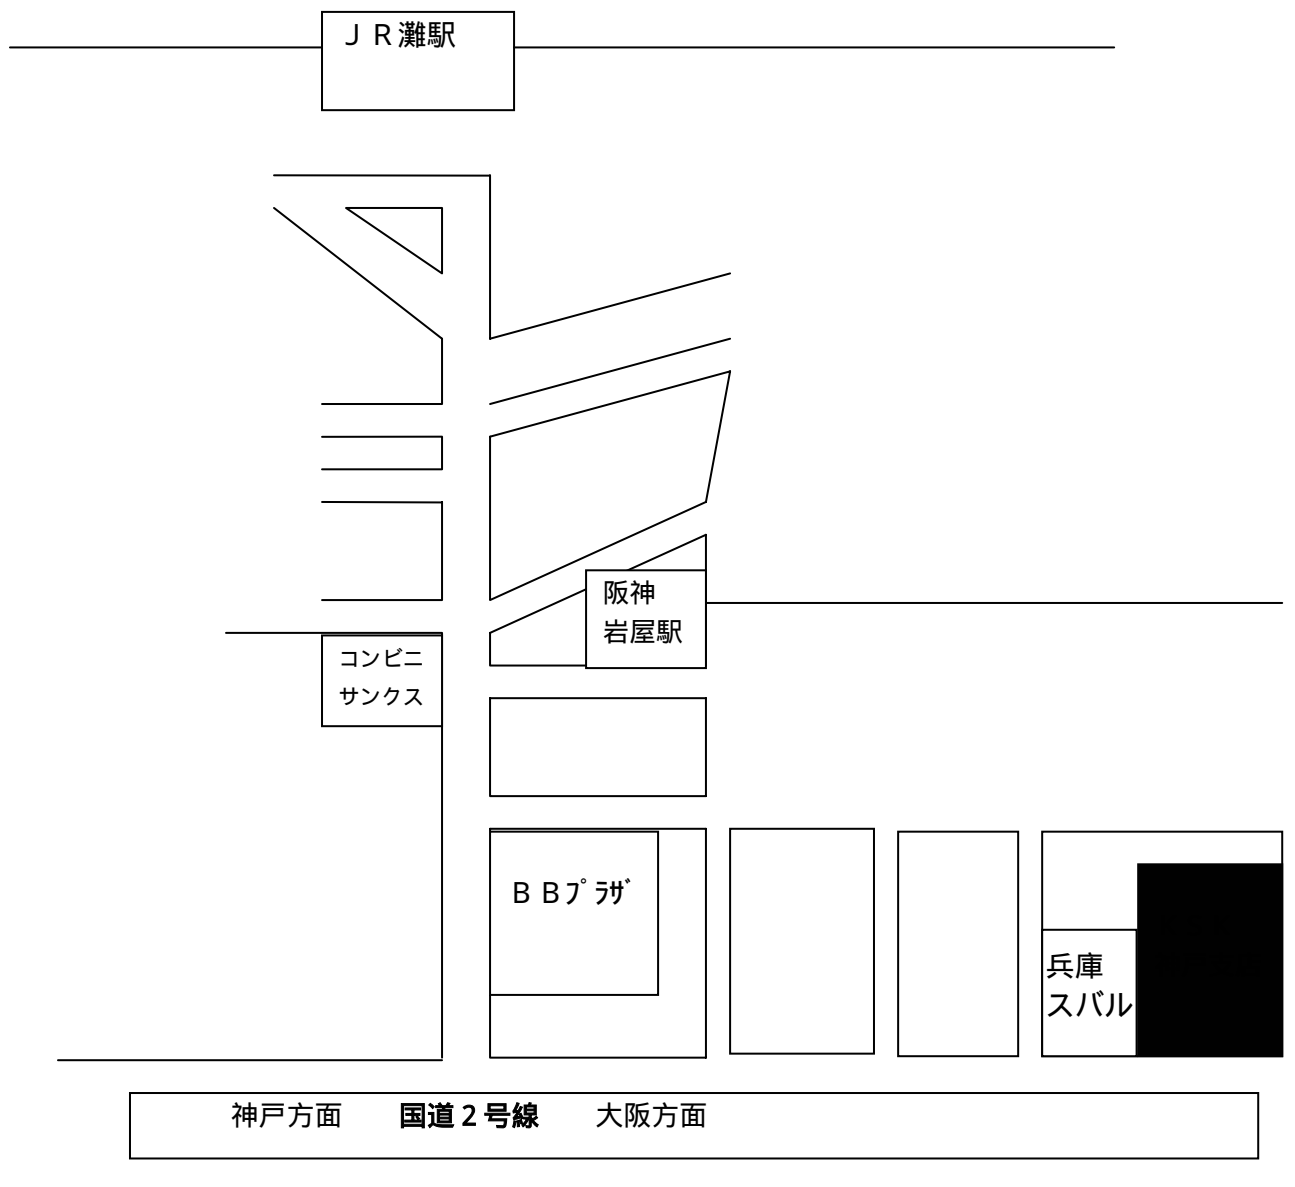 ＪＲ灘駅
阪神
岩屋駅
コンビニ
サンクス
ＢＢﾌﾟﾗｻﾞ
兵庫
スバル
神戸方面　　国道２号線　　大阪方面